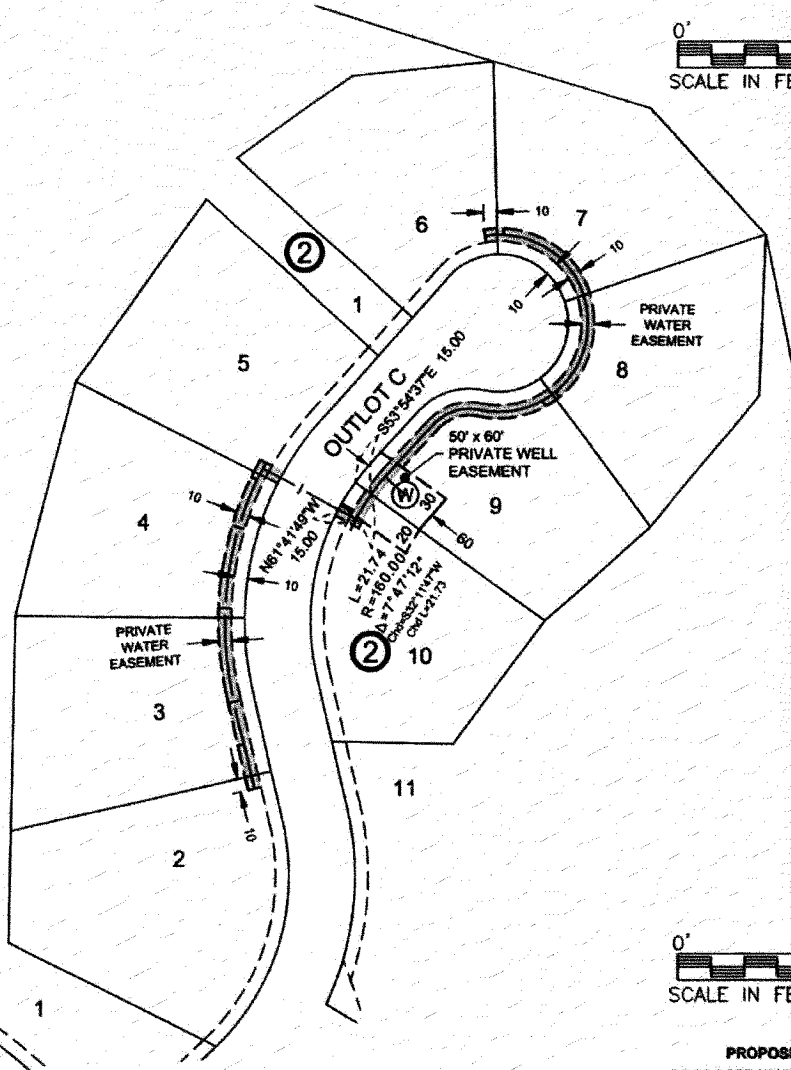 0'
SCALE IN FE
6
10
7
10
2
1
10
PRIVATE
WATER
EASEMENT
5
8
OUTLOT C
S53°54'37"E 15.00
50' x 60'
PRIVATE WELL
EASEMENT
W
30
9
10
4
N61°41'49"W
15.00
20
60
L=21.74
R=160.00
Δ=7°47'12"
Chd=S32°11'47"W
Chd L=21.73
10
PRIVATE
WATER
EASEMENT
2
10
3
11
10
2
0'
SCALE IN FE
1
PROPOSE